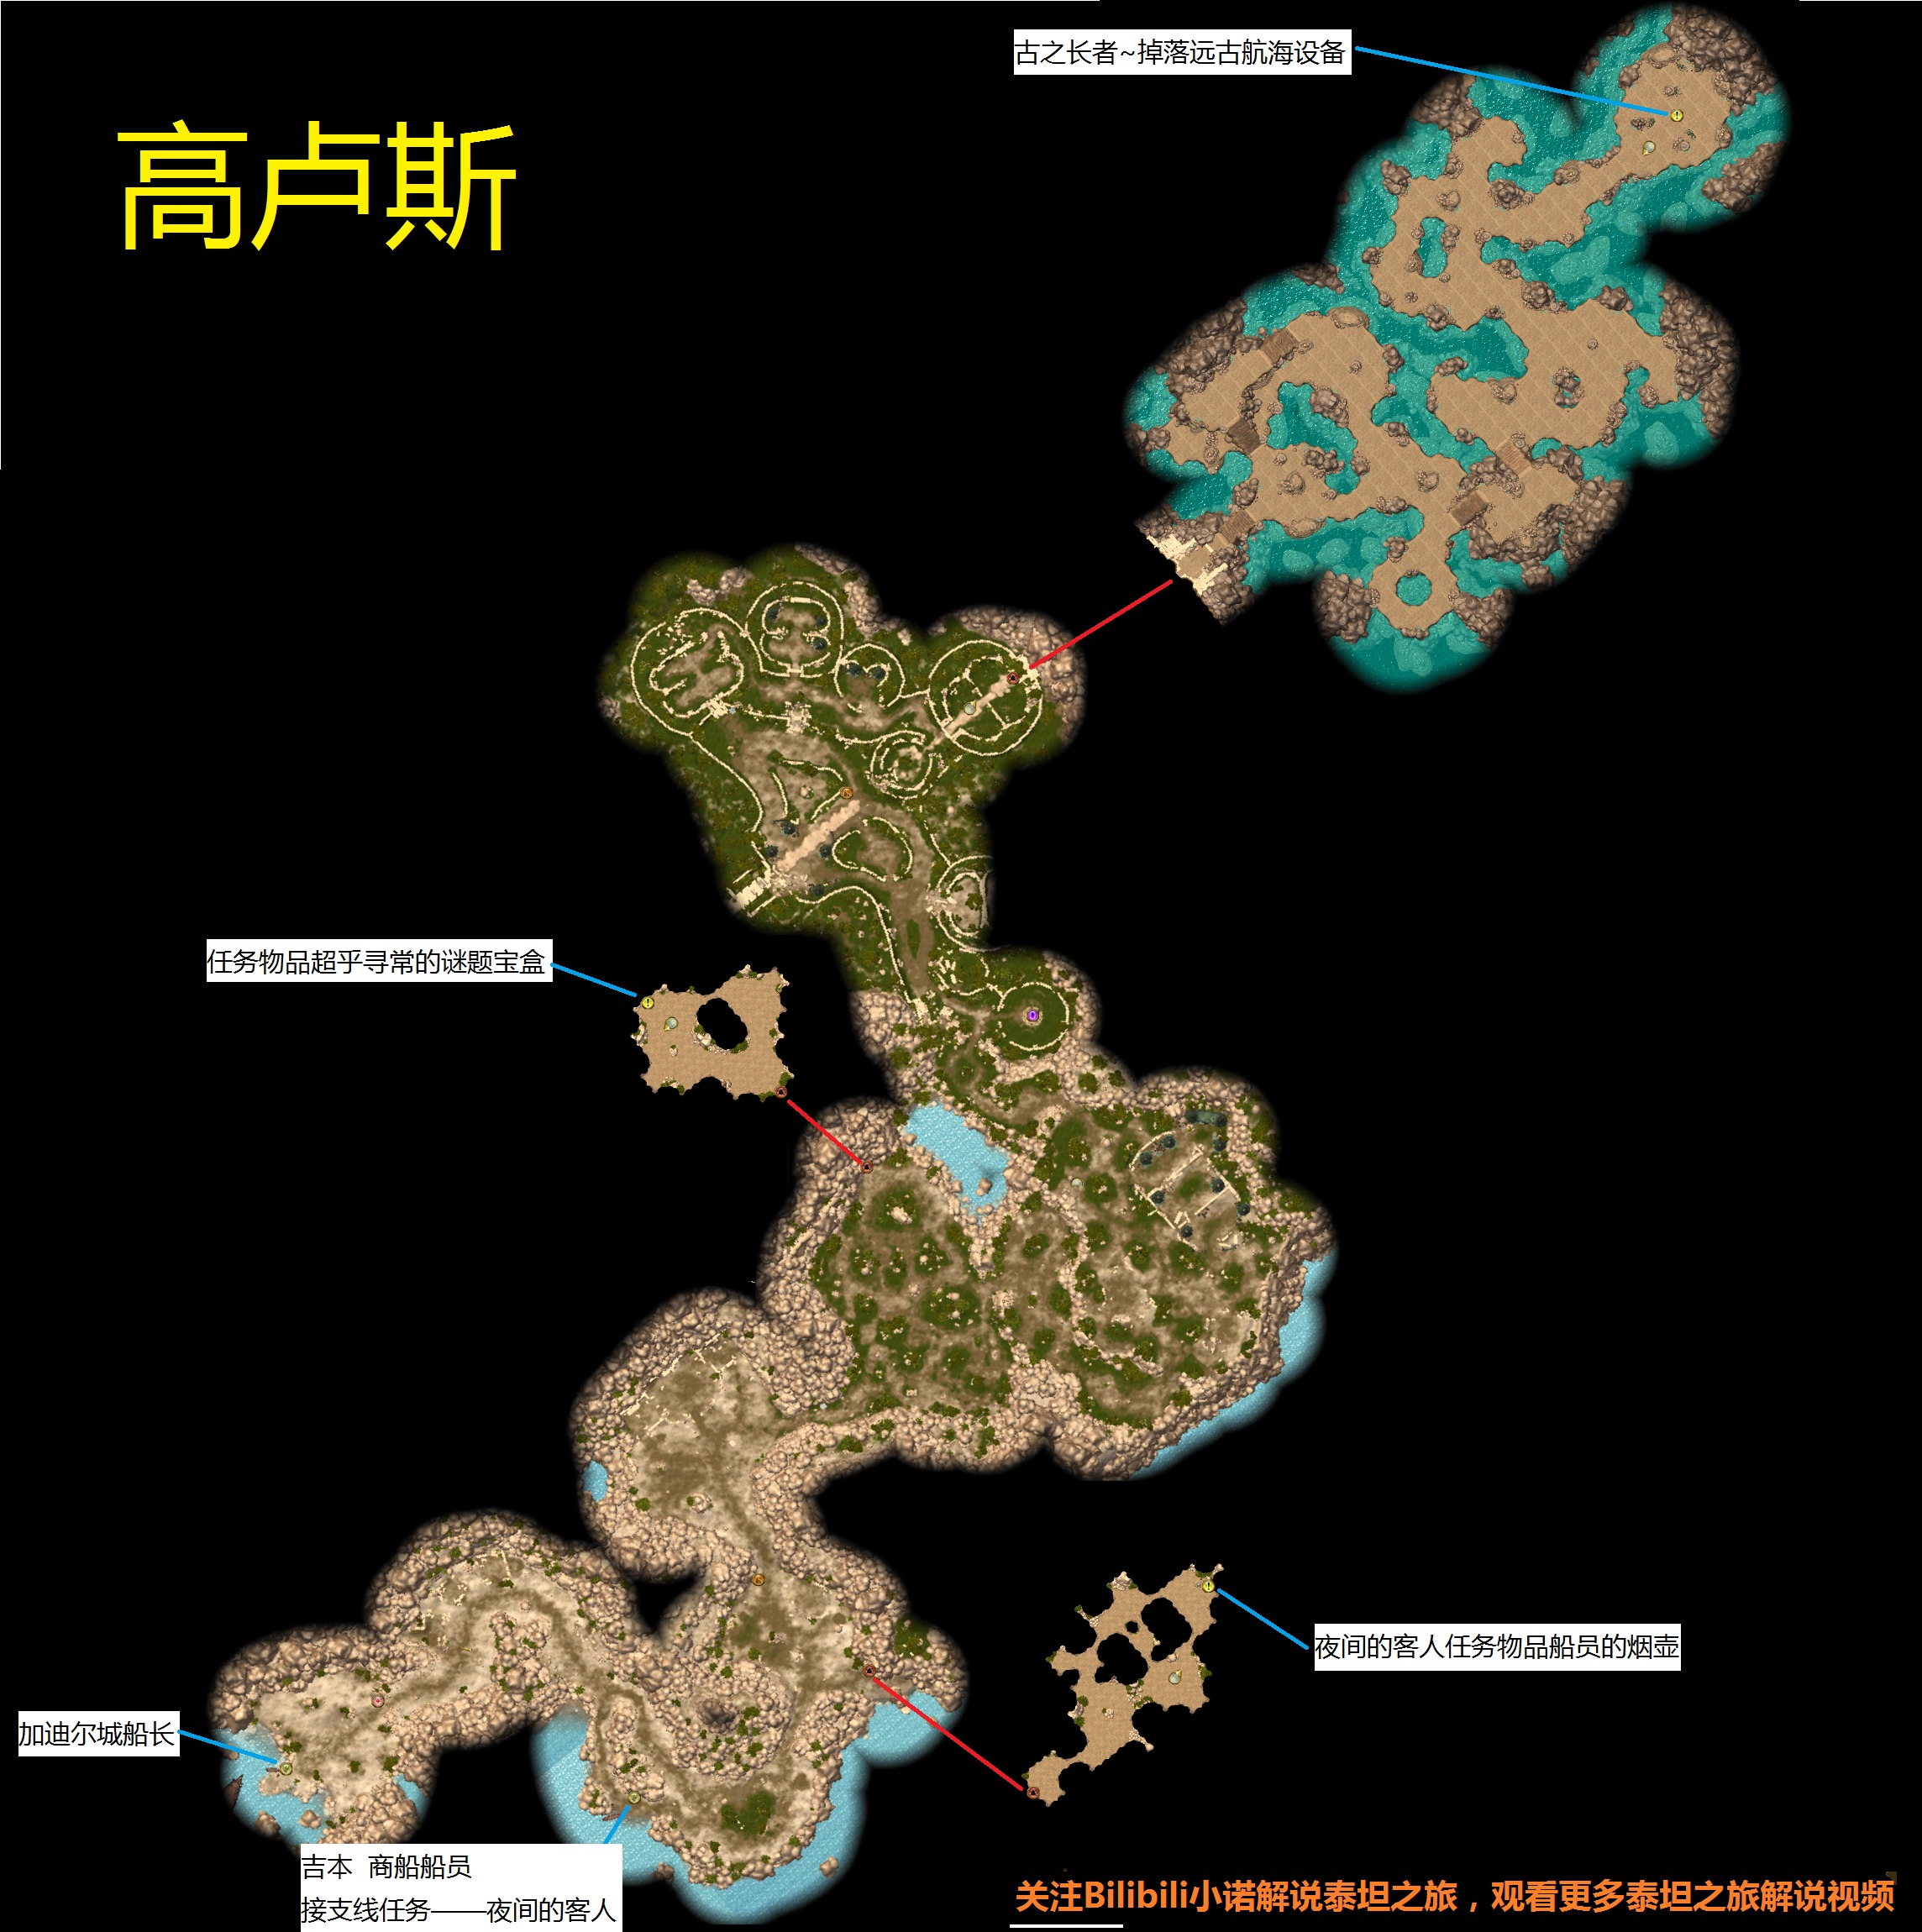 古之长者~掉落远古航海设备
高卢斯
任务物品超乎寻常的谜题宝盒
夜间的客人任务物品船员的烟壶
加迪尔城船长
吉本 商船船员
接支线任务——夜间的客人
关注Bilibili小诺解说泰坦之旅，观看更多泰坦之旅解说视频